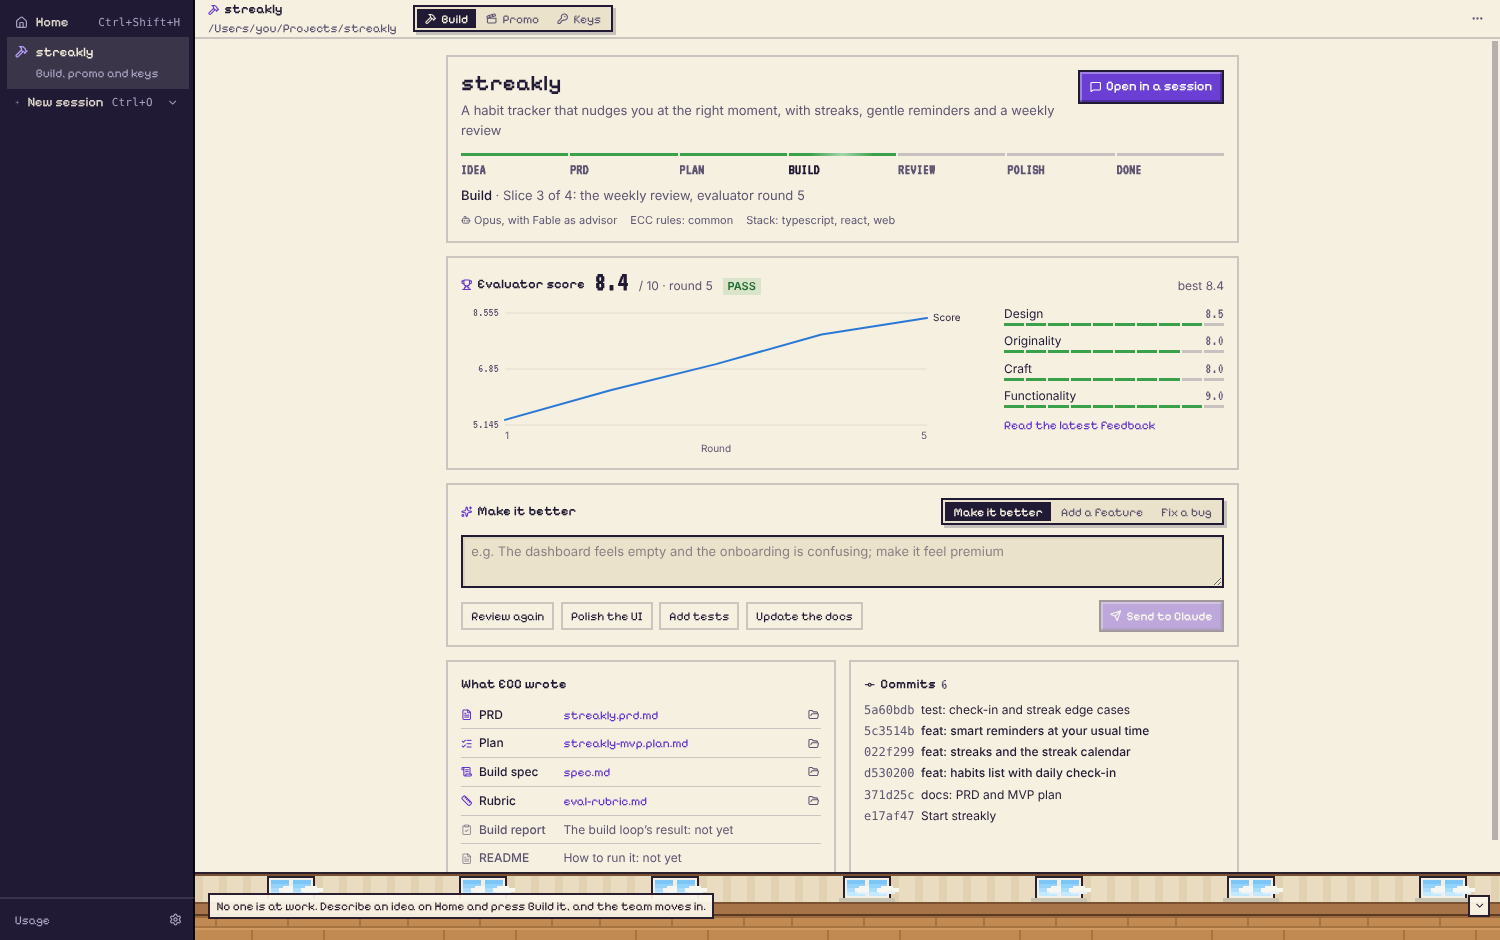 Home Ctrl+Shift+H
streakly
Build, promo and keys
New session Ctrl+O
Usage
streakly
/Users/you/Projects/streakly
Build Promo Keys
streakly
Open in a session
A habit tracker that nudges you at the right moment, with streaks, gentle reminders and a weekly
review
IDEA PRD PLAN BUILD REVIEW POLISH DONE
Build · Slice 3 of 4: the weekly review, evaluator round 5
Opus, with Fable as advisor ECC rules: common Stack: typescript, react, web
Evaluator score 8.4 / 10 · round 5 PASS best 8.4
8.555
6.85
5.145
Score
1 5
Round
Design 8.5
Originality 8.0
Craft 8.0
Functionality 9.0
Read the latest feedback
Make it better
Make it better Add a feature Fix a bug
e.g. The dashboard feels empty and the onboarding is confusing; make it feel premium
Review again Polish the UI Add tests Update the docs Send to Claude
What ECC wrote
PRD streakly.prd.md
Plan streakly-mvp.plan.md
Build spec spec.md
Rubric eval-rubric.md
Build report The build loop's result: not yet
README How to run it: not yet
Commits 6
5a60bdb test: check-in and streak edge cases
5c3514b feat: smart reminders at your usual time
022f299 feat: streaks and the streak calendar
d530200 feat: habits list with daily check-in
371d25c docs: PRD and MVP plan
e17af47 Start streakly
No one is at work. Describe an idea on Home and press Build it, and the team moves in.